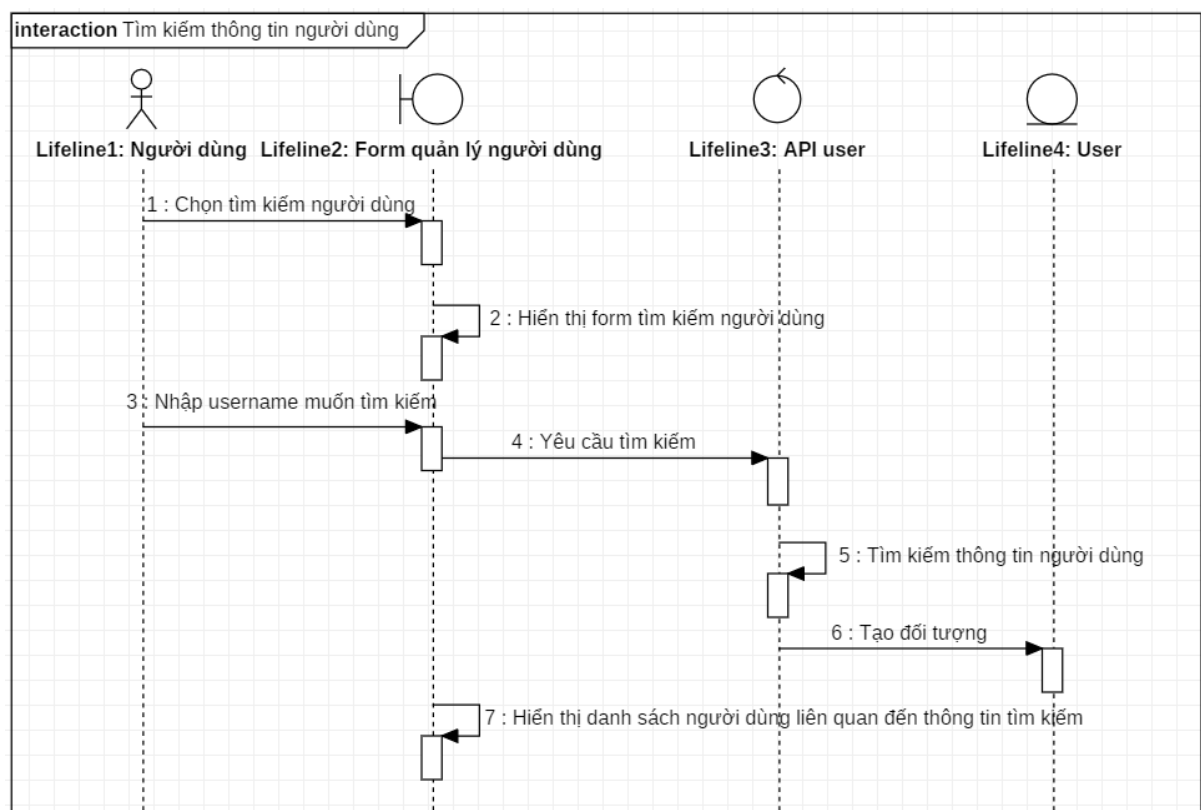 interaction Tìm kiếm thông tin người dùng
Lifeline1: Người dùng
Lifeline2: Form quản lý người dùng
Lifeline3: API user
Lifeline4: User
1 : Chọn tìm kiếm người dùng
2 : Hiển thị form tìm kiếm người dùng
3 : Nhập username muốn tìm kiếm
4 : Yêu cầu tìm kiếm
5 : Tìm kiếm thông tin người dùng
6 : Tạo đối tượng
7 : Hiển thị danh sách người dùng liên quan đến thông tin tìm kiếm